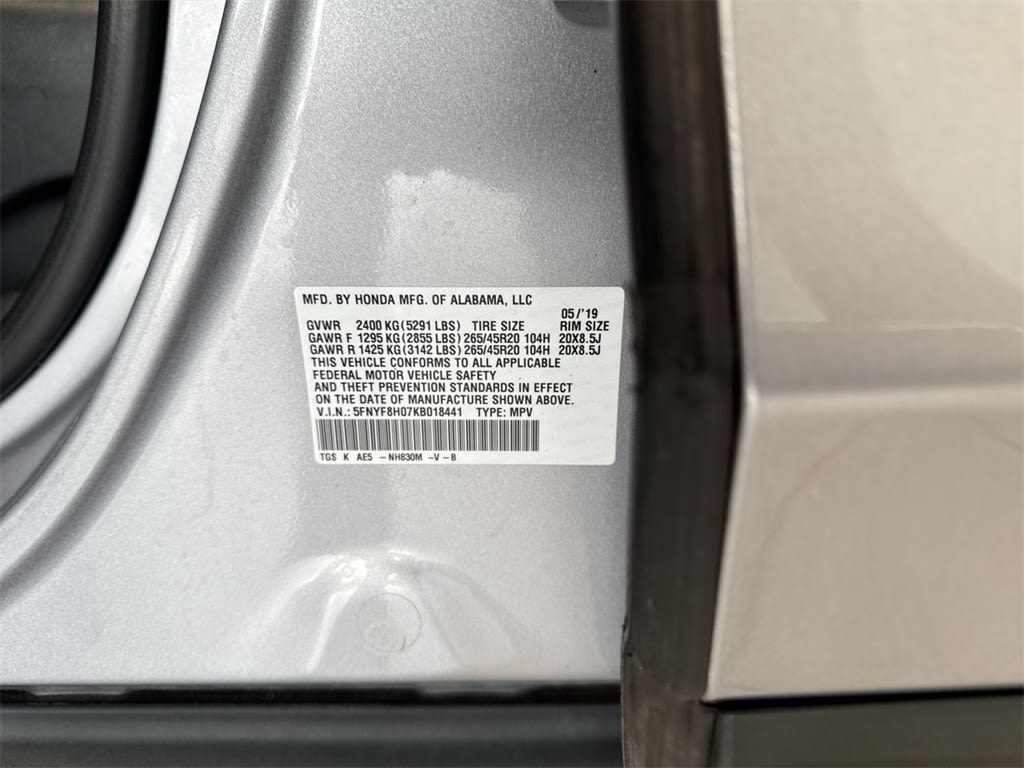 MFD. BY HONDA MFG. OF ALABAMA, LLC
05/'19
GVWR 2400 KG (5291 LBS) TIRE SIZE RIM SIZE
GAWR F 1295 KG (2855 LBS) 265/45R20 104H 20X8.5J
GAWR R 1425 KG (3142 LBS) 265/45R20 104H 20X8.5J
THIS VEHICLE CONFORMS TO ALL APPLICABLE
FEDERAL MOTOR VEHICLE SAFETY
AND THEFT PREVENTION STANDARDS IN EFFECT
ON THE DATE OF MANUFACTURE SHOWN ABOVE.
V.I.N.: 5FNYF8H07KB018441 TYPE: MPV
TGS K AE5 -NH830M -V-B